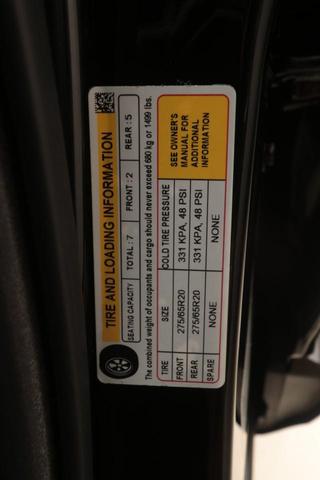 TIRE AND LOADING INFORMATION
SEATING CAPACITY TOTAL : 7 FRONT : 2 REAR : 5
The combined weight of occupants and cargo should never exceed 680 kg or 1499 lbs.
TIRE SIZE COLD TIRE PRESSURE
FRONT 275/65R20 331 KPA, 48 PSI
REAR 275/65R20 331 KPA, 48 PSI
SPARE NONE NONE
SEE OWNER'S
MANUAL FOR
ADDITIONAL
INFORMATION